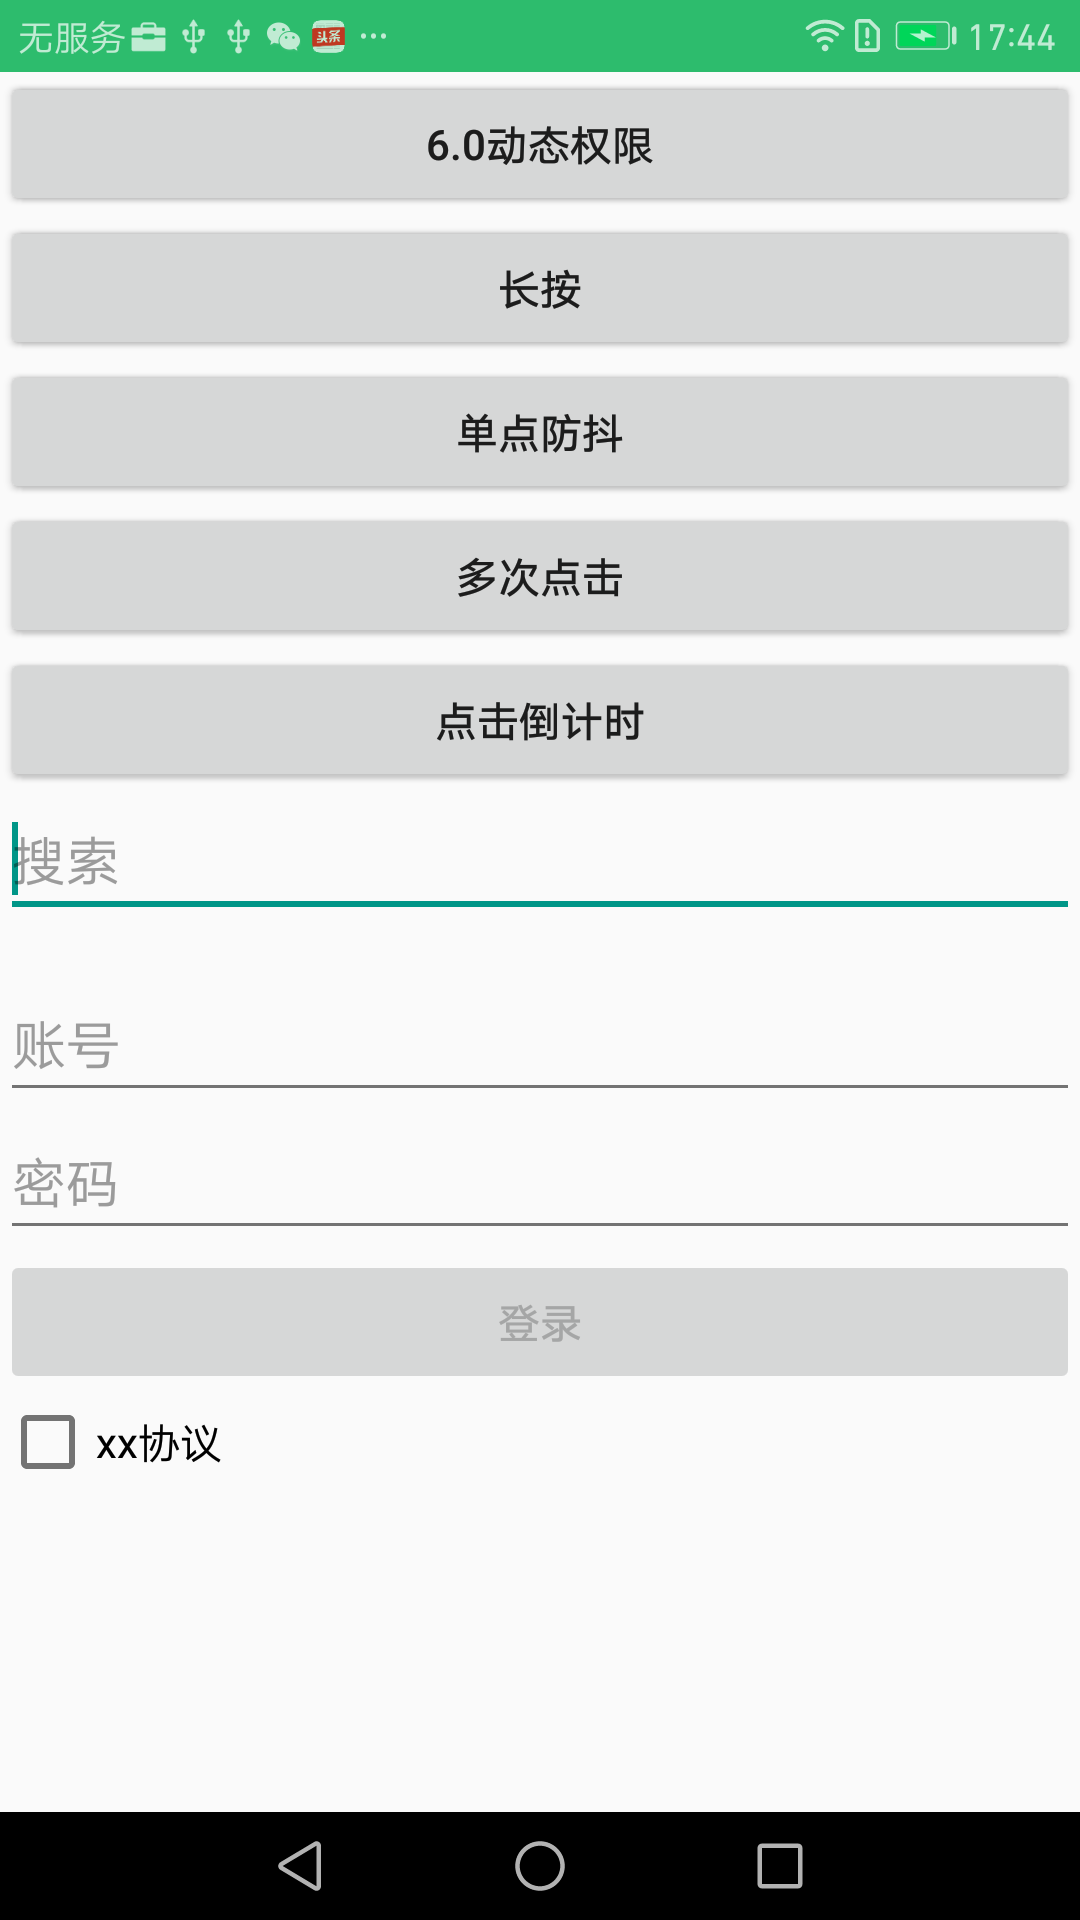 无服务 头条 ... 17:44
6.0动态权限
长按
单点防抖
多次点击
点击倒计时
搜索
账号
密码
登录
xx协议